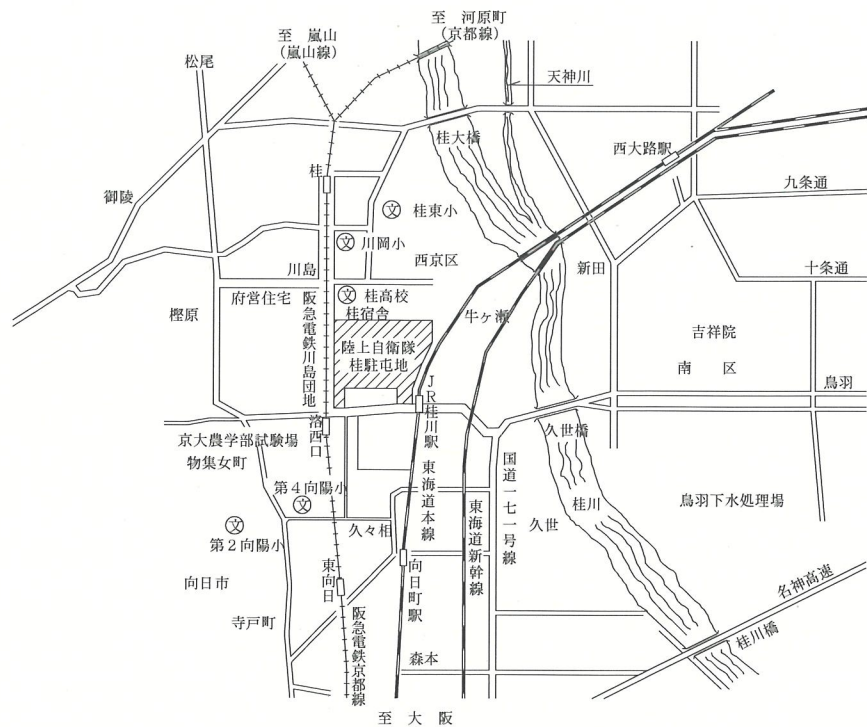 至 嵐山
(嵐山線)
至 河原町
(京都線)
松尾
天神川
桂大橋
西大路駅
桂
御陵
九条通
文 桂東小
文 川岡小
西京区
川島
新田
十条通
府営住宅
文 桂高校
桂宿舎
樫原
阪急電鉄川島団地
牛ヶ瀬
陸上自衛隊
桂駐屯地
吉祥院
南 区
鳥羽
JR桂川駅
洛西口
久世橋
京大農学部試験場
物集女町
東海道本線
国道一七一号線
第4向陽小
文
桂川
鳥羽下水処理場
東海道新幹線
文
第2向陽小
久々相
久世
東向日
向日町駅
向日市
名神高速
寺戸町
阪急電鉄京都線
桂川橋
森本
至 大 阪